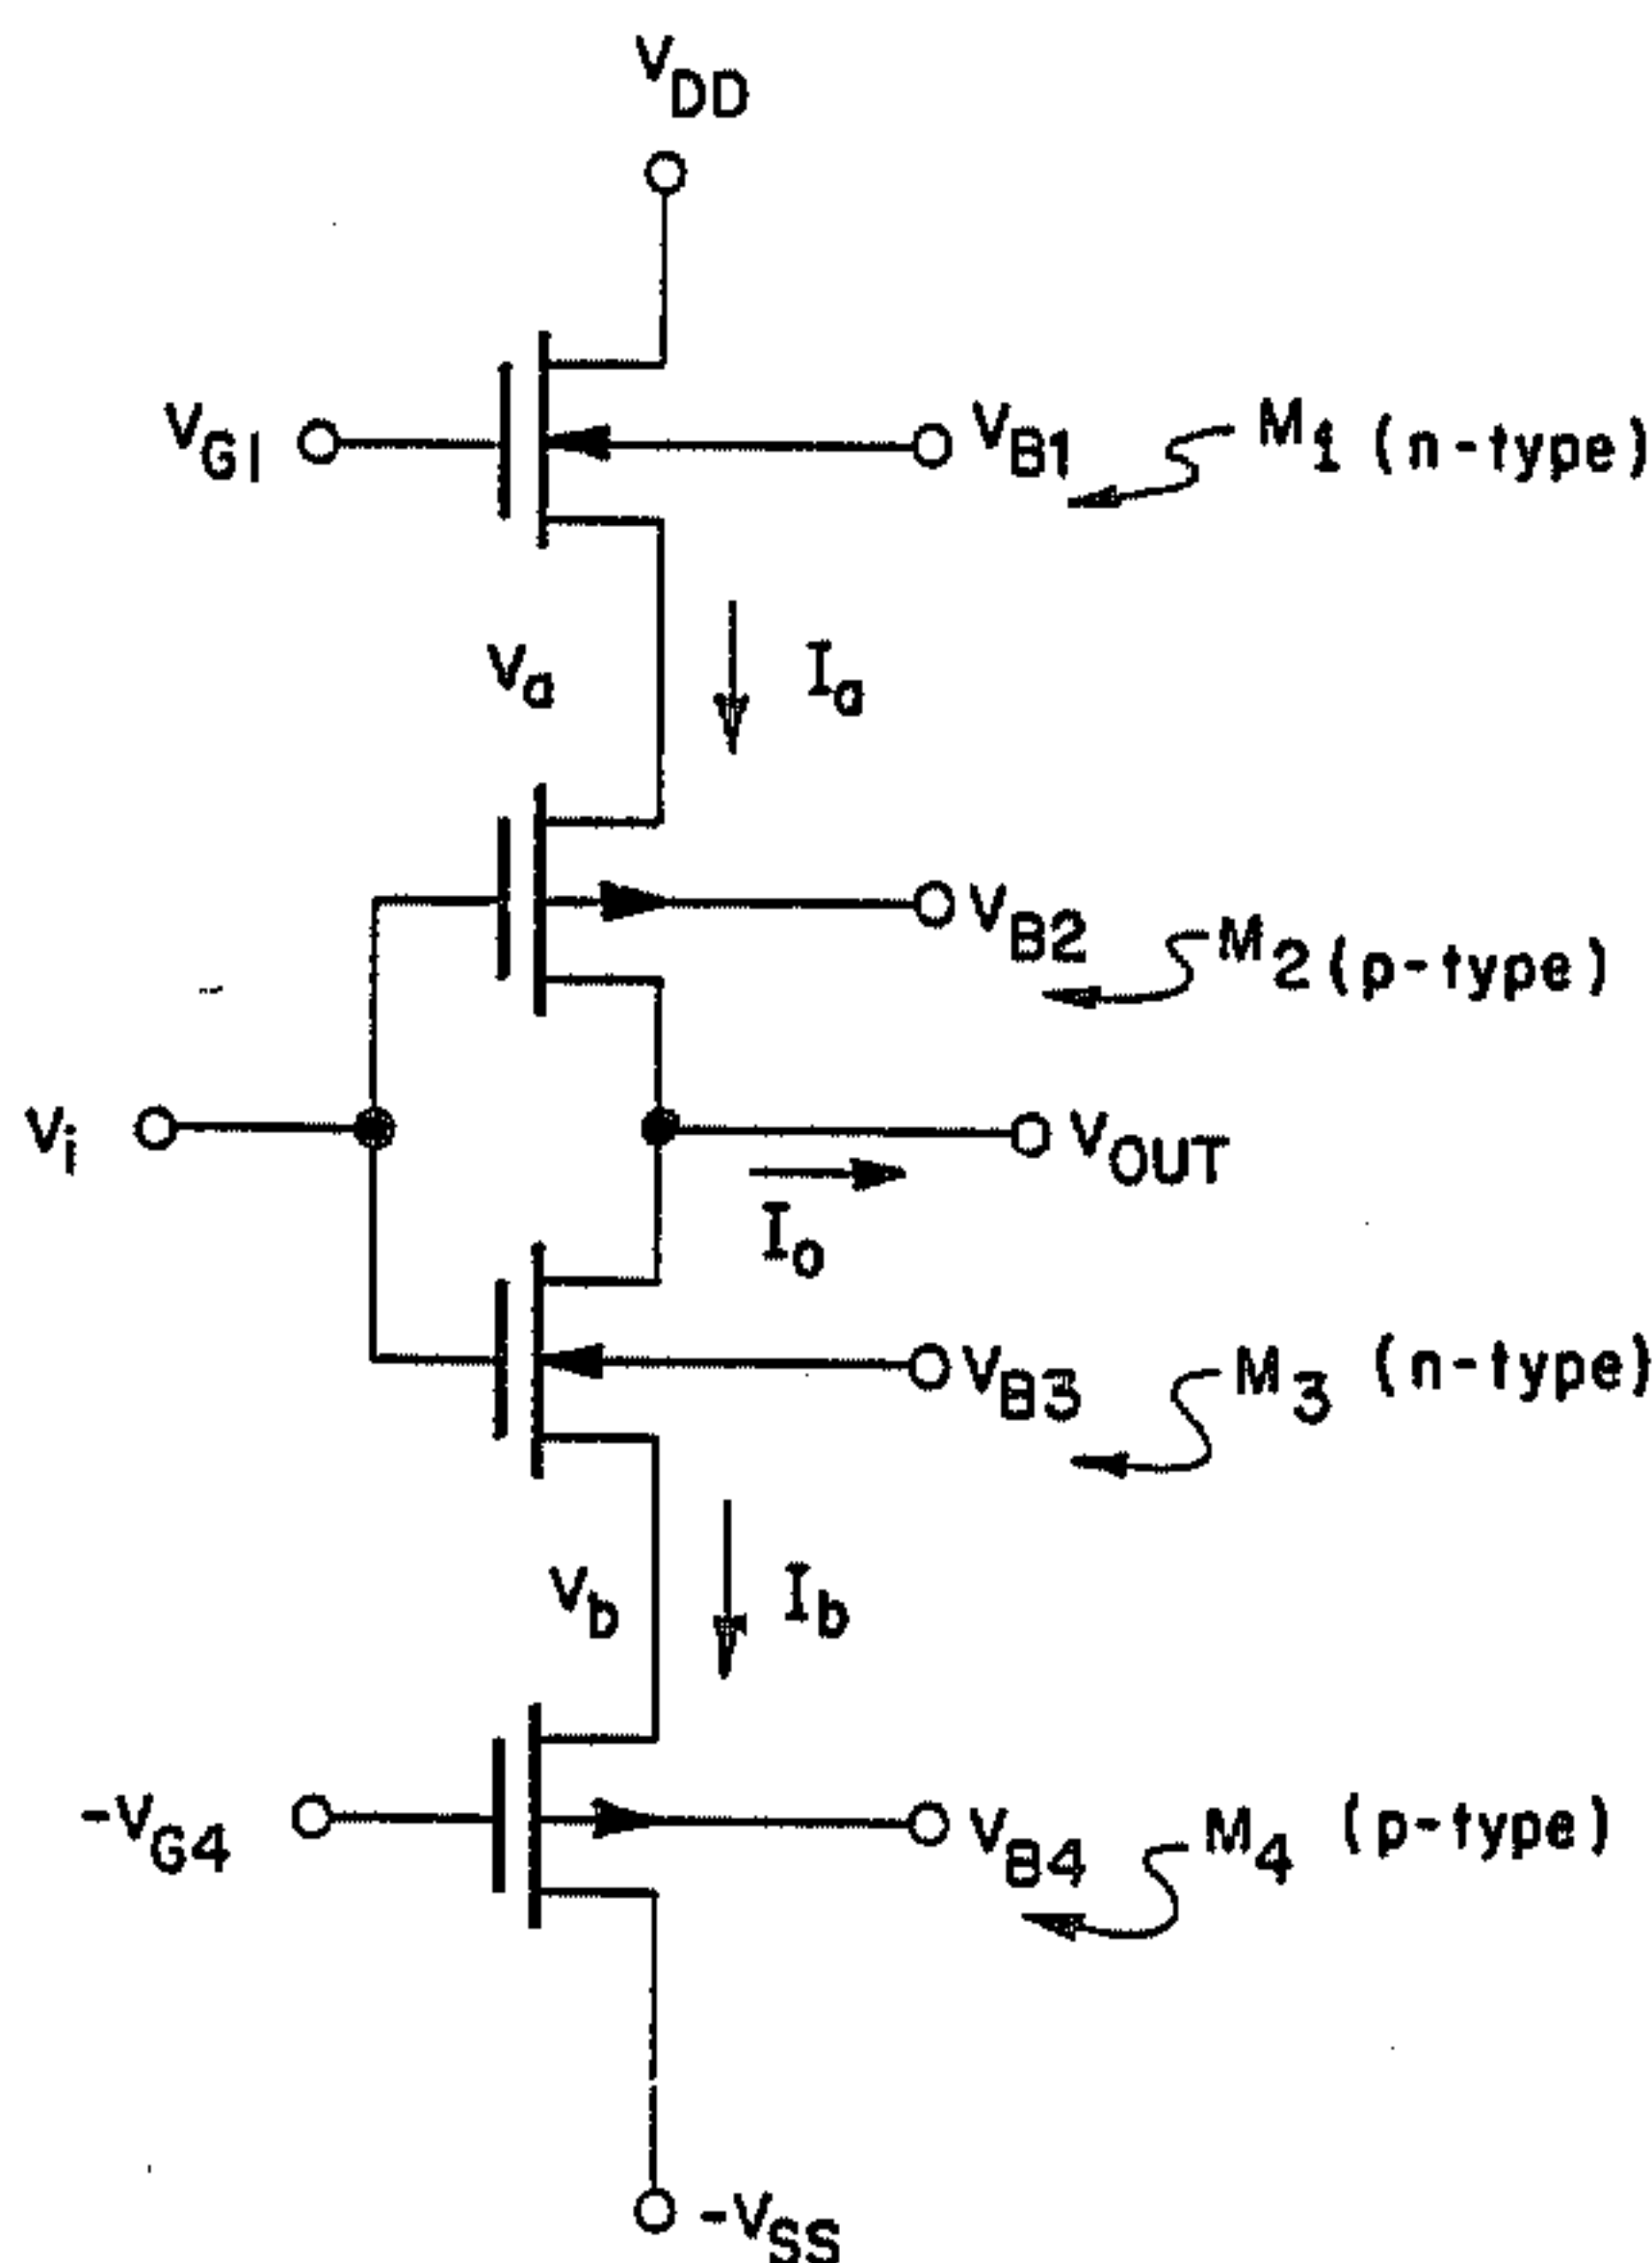 VDD
VG1
VB1
M1 (n-type)
Va
Ia
VB2
M2 (p-type)
Vi
VOUT
Io
VB3
M3 (n-type)
Vb
Ib
-VG4
VB4
M4 (p-type)
-VSS